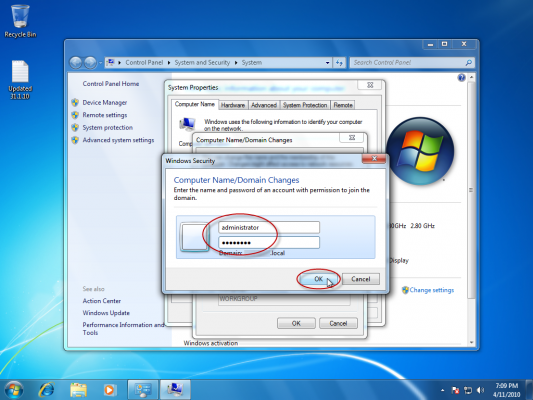 Recycle Bin
Updated
31.1.10
Control Panel
System and Security
System
Search Control Panel
Control Panel Home
Device Manager
Remote settings
System protection
Advanced system settings
See also
Action Center
Windows Update
Performance Information and
Tools
System Properties
Computer Name
Hardware
Advanced
System Protection
Remote
Windows uses the following information to identify your computer
on the network.
Computer Name/Domain Changes
Windows Security
Computer Name/Domain Changes
Enter the name and password of an account with permission to join the
domain.
administrator
●●●●●●●●
Domain: .local
OK
Cancel
WORKGROUP
OK
Cancel
2.80 GHz
Display
Change settings
Windows activation
7:09 PM
4/11/2010